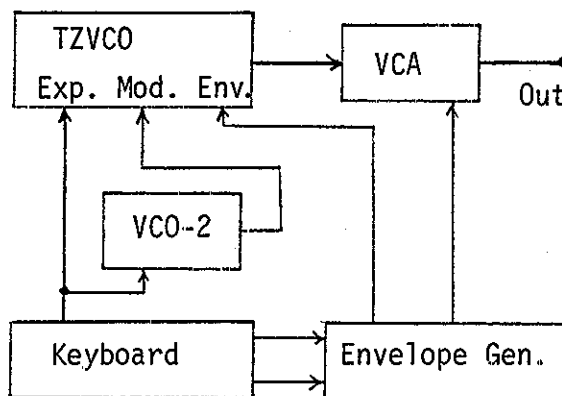 TZVCO
Exp. Mod. Env.
VCA
Out
VCO-2
Keyboard
Envelope Gen.